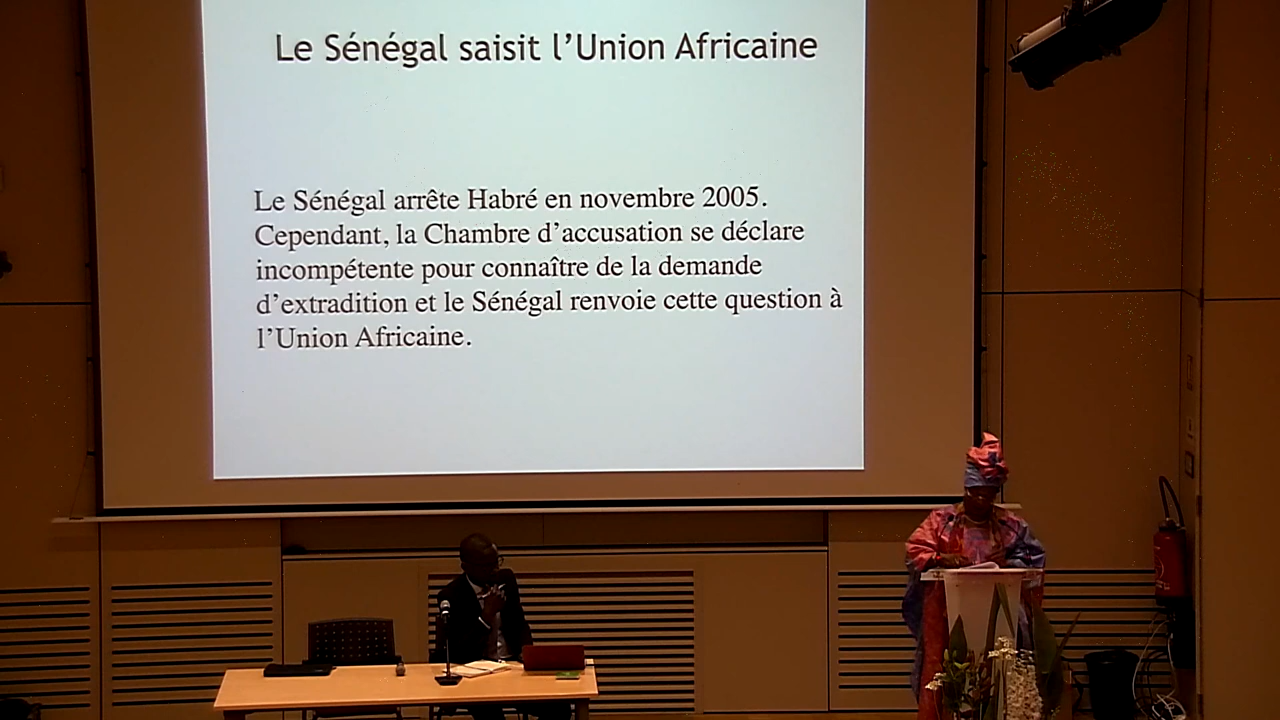 Le Sénégal saisit l’Union Africaine
Le Sénégal arrête Habré en novembre 2005.
Cependant, la Chambre d’accusation se déclare
incompétente pour connaître de la demande
d’extradition et le Sénégal renvoie cette question à
l’Union Africaine.